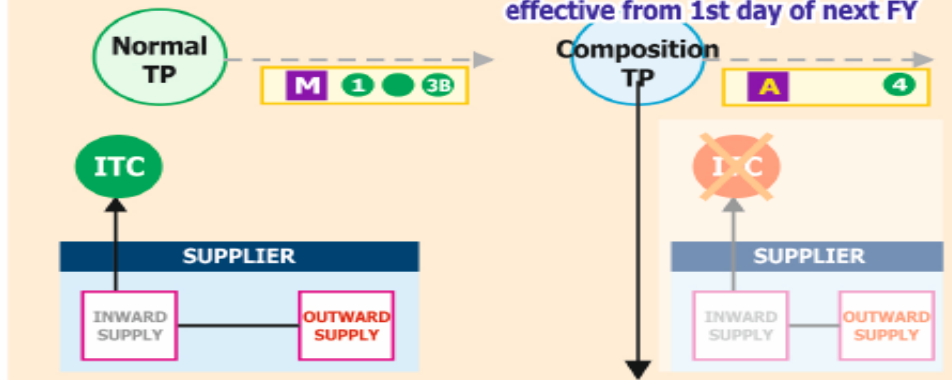 effective from 1st day of next FY
Normal
TP
Composition
TP
M 1 3B
A 4
ITC
ITC
SUPPLIER
SUPPLIER
INWARD
SUPPLY
OUTWARD
SUPPLY
INWARD
SUPPLY
OUTWARD
SUPPLY